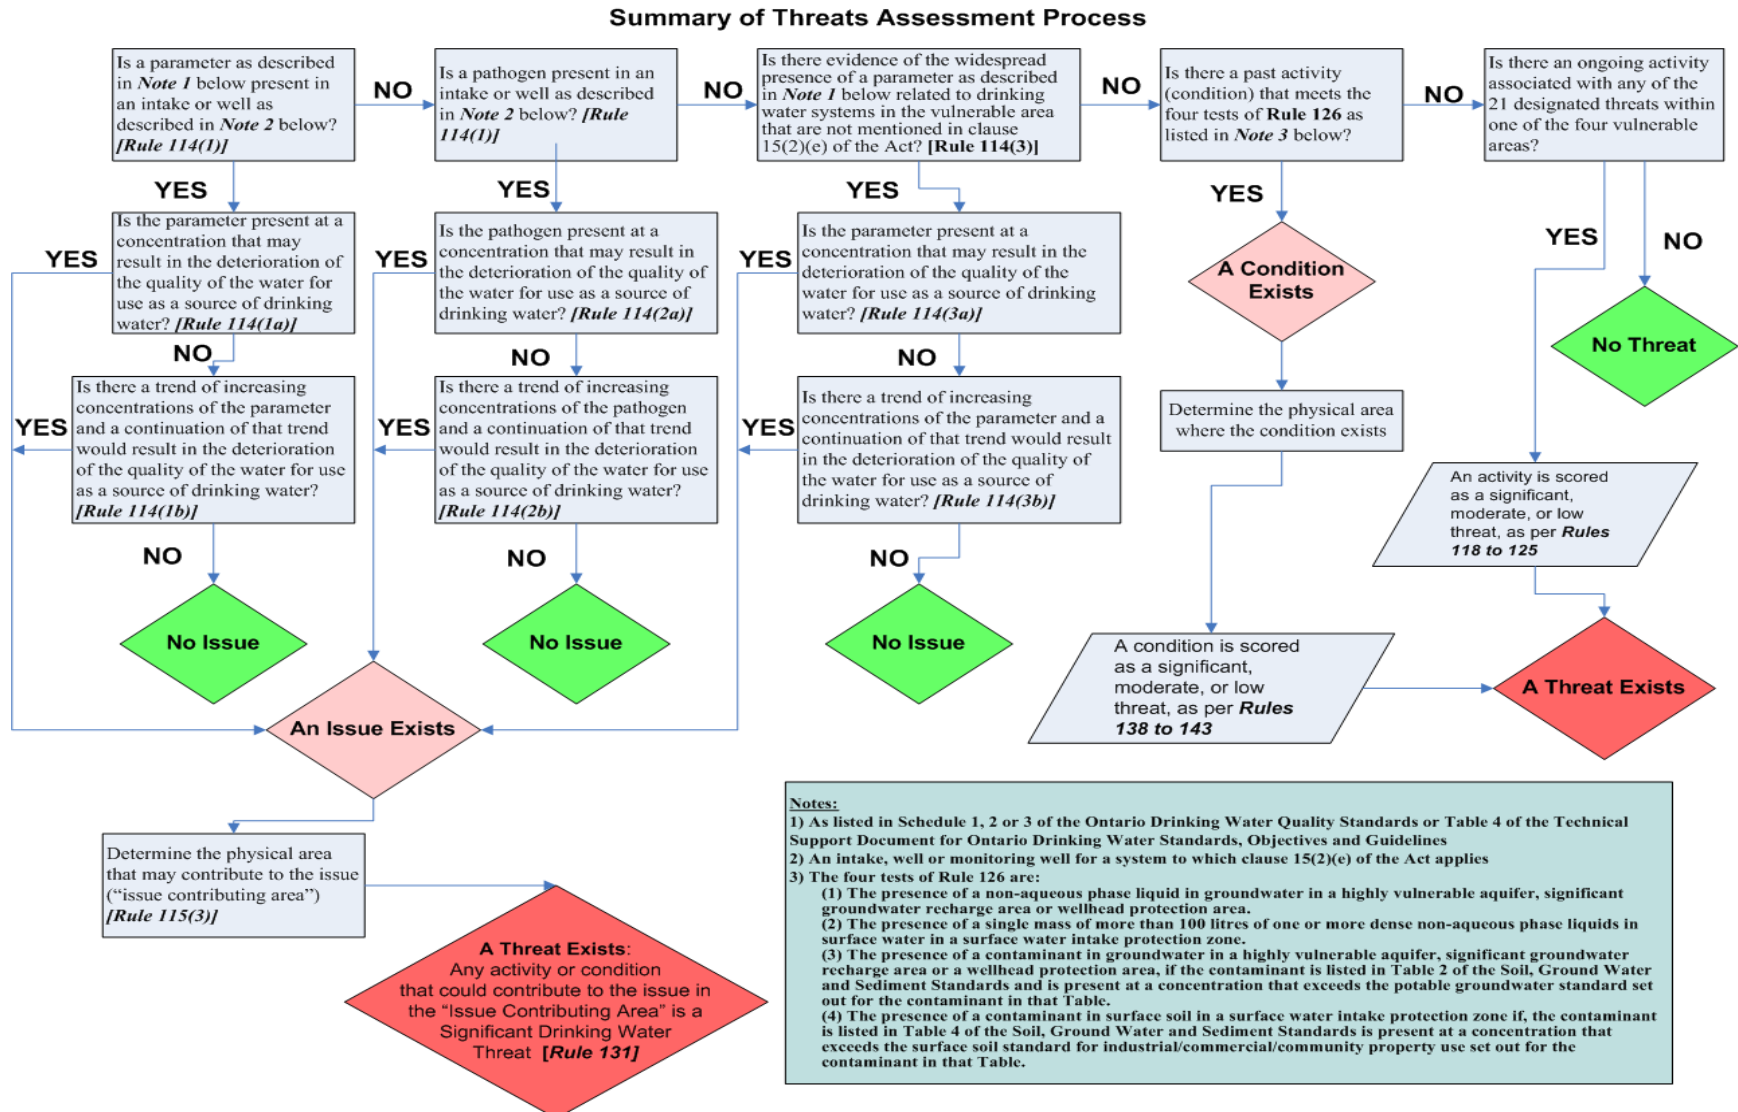 Summary of Threats Assessment Process
Is a parameter as described
in Note 1 below present in
an intake or well as
described in Note 2 below?
[Rule 114(1)]
NO
Is a pathogen present in an
intake or well as described
in Note 2 below? [Rule
114(1)]
NO
Is there evidence of the widespread
presence of a parameter as described
in Note 1 below related to drinking
water systems in the vulnerable area
that are not mentioned in clause
15(2)(e) of the Act? [Rule 114(3)]
NO
Is there a past activity
(condition) that meets the
four tests of Rule 126 as
listed in Note 3 below?
NO
Is there an ongoing activity
associated with any of the
21 designated threats within
one of the four vulnerable
areas?
YES
YES
YES
YES
YES
NO
YES
Is the parameter present at a
concentration that may
result in the deterioration of
the quality of the water for
use as a source of drinking
water? [Rule 114(1a)]
YES
Is the pathogen present at a
concentration that may result in
the deterioration of the quality of
the water for use as a source of
drinking water? [Rule 114(2a)]
YES
Is the parameter present at a
concentration that may result in the
deterioration of the quality of the
water for use as a source of drinking
water? [Rule 114(3a)]
A Condition
Exists
No Threat
NO
NO
NO
YES
Is there a trend of increasing
concentrations of the parameter
and a continuation of that trend
would result in the deterioration
of the quality of the water for use
as a source of drinking water?
[Rule 114(1b)]
YES
Is there a trend of increasing
concentrations of the pathogen
and a continuation of that trend
would result in the deterioration
of the quality of the water for use
as a source of drinking water?
[Rule 114(2b)]
YES
Is there a trend of increasing
concentrations of the parameter and a
continuation of that trend would result
in the deterioration of the quality of
the water for use as a source of
drinking water? [Rule 114(3b)]
Determine the physical area
where the condition exists
An activity is scored
as a significant,
moderate, or low
threat, as per Rules
118 to 125
NO
NO
NO
No Issue
No Issue
No Issue
A condition is scored
as a significant,
moderate, or low
threat, as per Rules
138 to 143
A Threat Exists
An Issue Exists
Determine the physical area
that may contribute to the issue
(“issue contributing area”)
[Rule 115(3)]
A Threat Exists:
Any activity or condition
that could contribute to the issue in
the “Issue Contributing Area” is a
Significant Drinking Water
Threat [Rule 131]
Notes:
1) As listed in Schedule 1, 2 or 3 of the Ontario Drinking Water Quality Standards or Table 4 of the Technical
Support Document for Ontario Drinking Water Standards, Objectives and Guidelines
2) An intake, well or monitoring well for a system to which clause 15(2)(e) of the Act applies
3) The four tests of Rule 126 are:
(1) The presence of a non-aqueous phase liquid in groundwater in a highly vulnerable aquifer, significant
groundwater recharge area or wellhead protection area.
(2) The presence of a single mass of more than 100 litres of one or more dense non-aqueous phase liquids in
surface water in a surface water intake protection zone.
(3) The presence of a contaminant in groundwater in a highly vulnerable aquifer, significant groundwater
recharge area or a wellhead protection area, if the contaminant is listed in Table 2 of the Soil, Ground Water
and Sediment Standards and is present at a concentration that exceeds the potable groundwater standard set
out for the contaminant in that Table.
(4) The presence of a contaminant in surface soil in a surface water intake protection zone if, the contaminant
is listed in Table 4 of the Soil, Ground Water and Sediment Standards is present at a concentration that
exceeds the surface soil standard for industrial/commercial/community property use set out for the
contaminant in that Table.